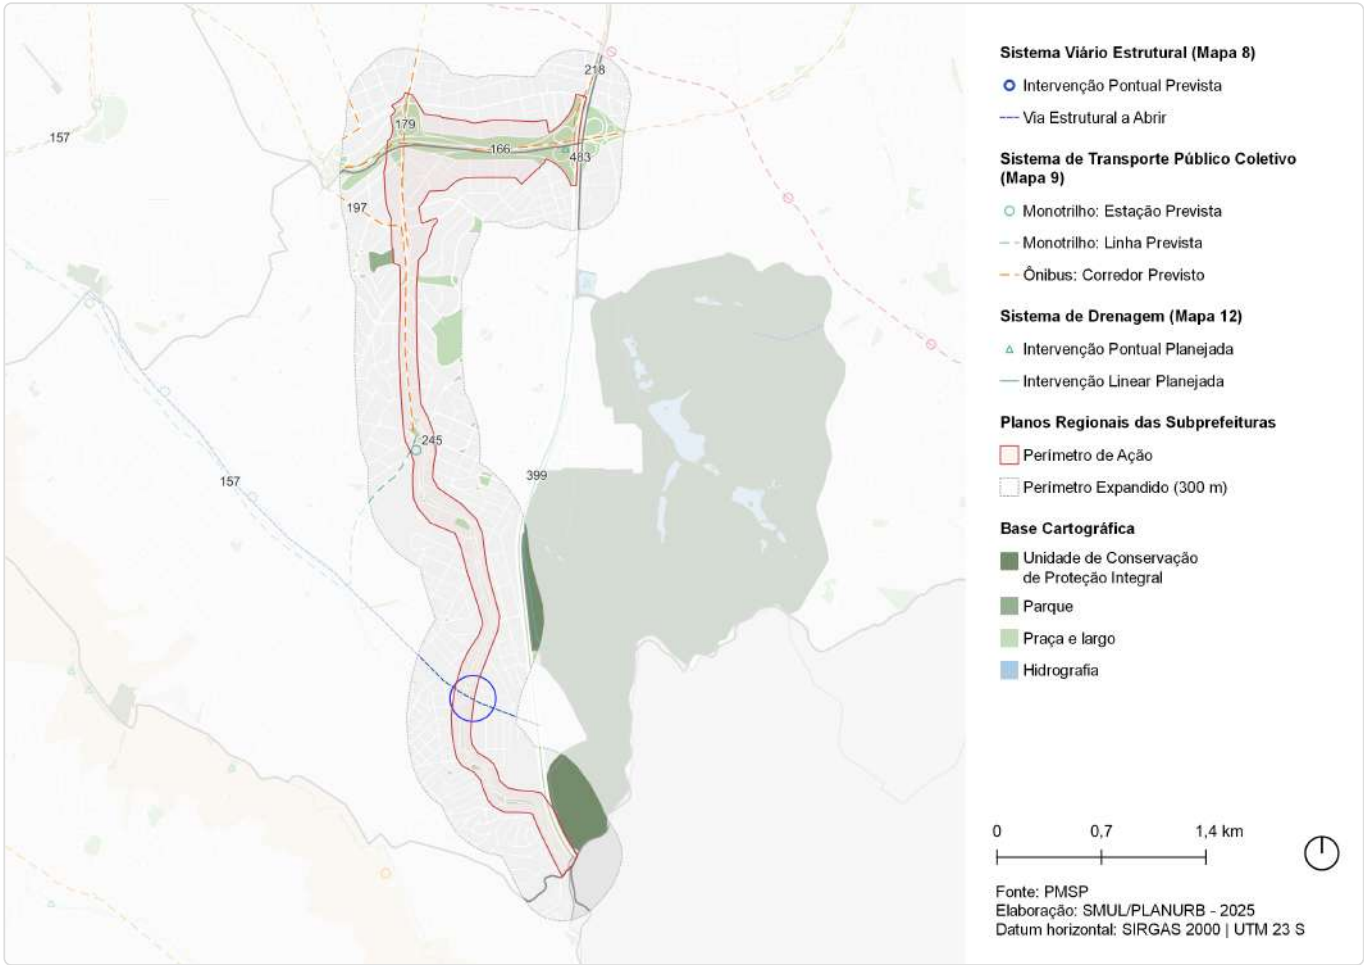 218
179
157
166
483
197
245
399
157
Sistema Viário Estrutural (Mapa 8)
Intervenção Pontual Prevista
Via Estrutural a Abrir
Sistema de Transporte Público Coletivo
(Mapa 9)
Monotrilho: Estação Prevista
Monotrilho: Linha Prevista
Ônibus: Corredor Previsto
Sistema de Drenagem (Mapa 12)
Intervenção Pontual Planejada
Intervenção Linear Planejada
Planos Regionais das Subprefeituras
Perímetro de Ação
Perímetro Expandido (300 m)
Base Cartográfica
Unidade de Conservação
de Proteção Integral
Parque
Praça e largo
Hidrografia
0 0,7 1,4 km
Fonte: PMSP
Elaboração: SMUL/PLANURB - 2025
Datum horizontal: SIRGAS 2000 | UTM 23 S